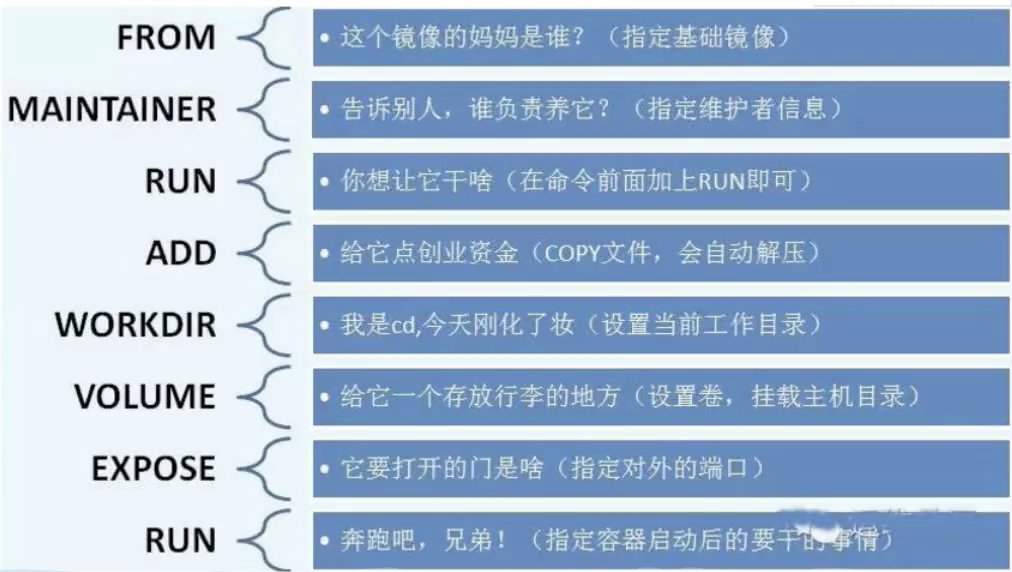 FROM
• 这个镜像的妈妈是谁？（指定基础镜像）
MAINTAINER
• 告诉别人，谁负责养它？（指定维护者信息）
RUN
• 你想让它干啥（在命令前面加上RUN即可）
ADD
• 给它点创业资金（COPY文件，会自动解压）
WORKDIR
• 我是cd,今天刚化了妆（设置当前工作目录）
VOLUME
• 给它一个存放行李的地方（设置卷，挂载主机目录）
EXPOSE
• 它要打开的门是啥（指定对外的端口）
RUN
• 奔跑吧，兄弟！（指定容器启动后的要干的事情）